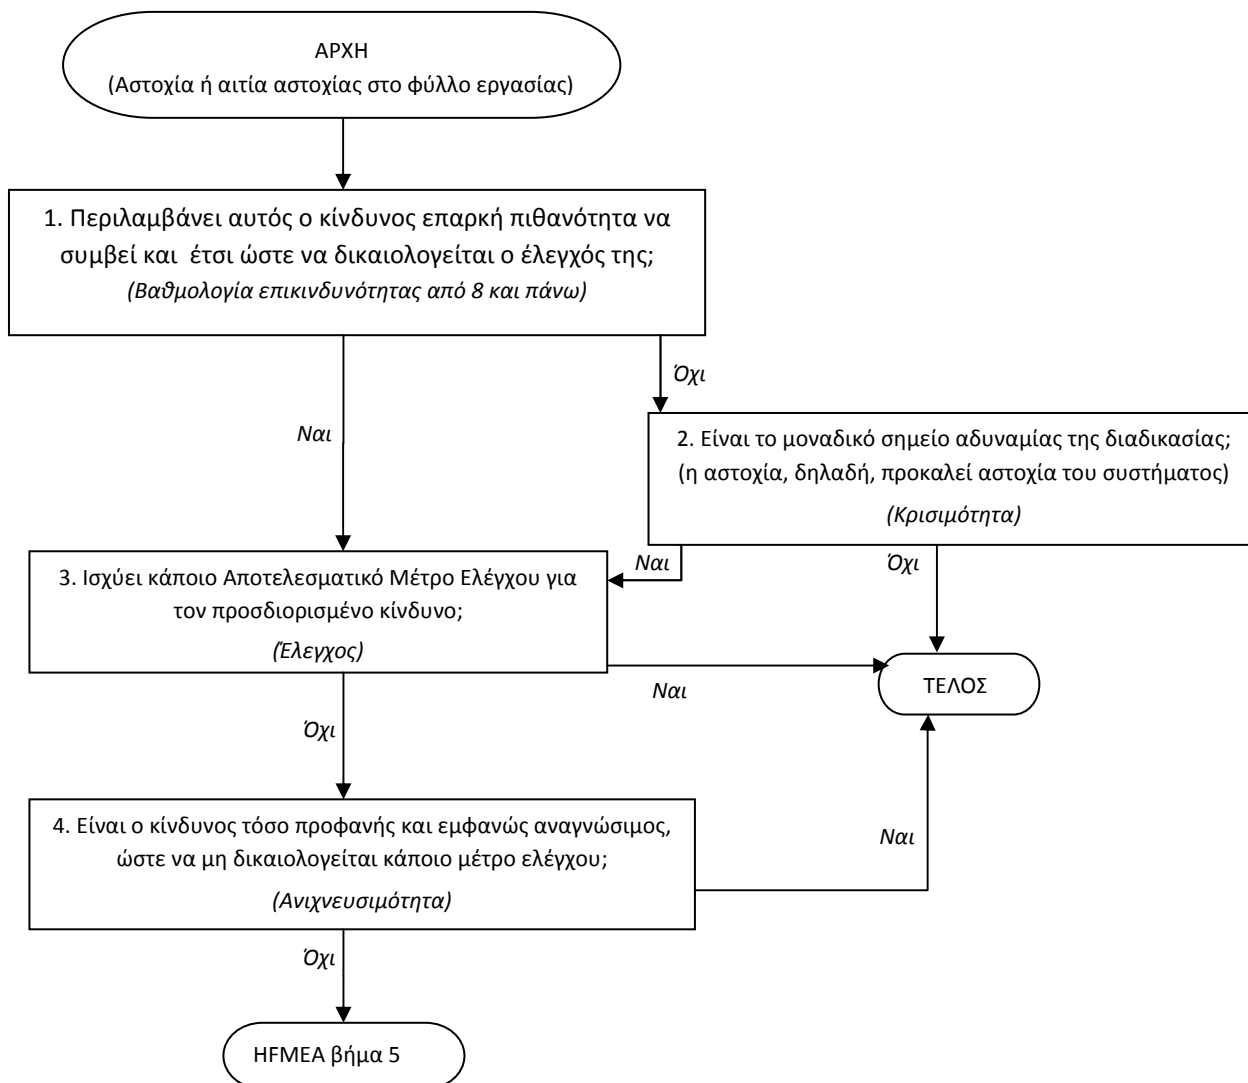 ΑΡΧΗ
(Αστοχία ή αιτία αστοχίας στο φύλλο εργασίας)
1. Περιλαμβάνει αυτός ο κίνδυνος επαρκή πιθανότητα να
συμβεί και έτσι ώστε να δικαιολογείται ο έλεγχός της;
(Βαθμολογία επικινδυνότητας από 8 και πάνω)
Όχι
Ναι
2. Είναι το μοναδικό σημείο αδυναμίας της διαδικασίας;
(η αστοχία, δηλαδή, προκαλεί αστοχία του συστήματος)
(Κρισιμότητα)
Ναι
Όχι
3. Ισχύει κάποιο Αποτελεσματικό Μέτρο Ελέγχου για
τον προσδιορισμένο κίνδυνο;
(Έλεγχος)
Ναι
ΤΕΛΟΣ
Όχι
4. Είναι ο κίνδυνος τόσο προφανής και εμφανώς αναγνώσιμος,
ώστε να μη δικαιολογείται κάποιο μέτρο ελέγχου;
(Ανιχνευσιμότητα)
Ναι
Όχι
HFMEA βήμα 5